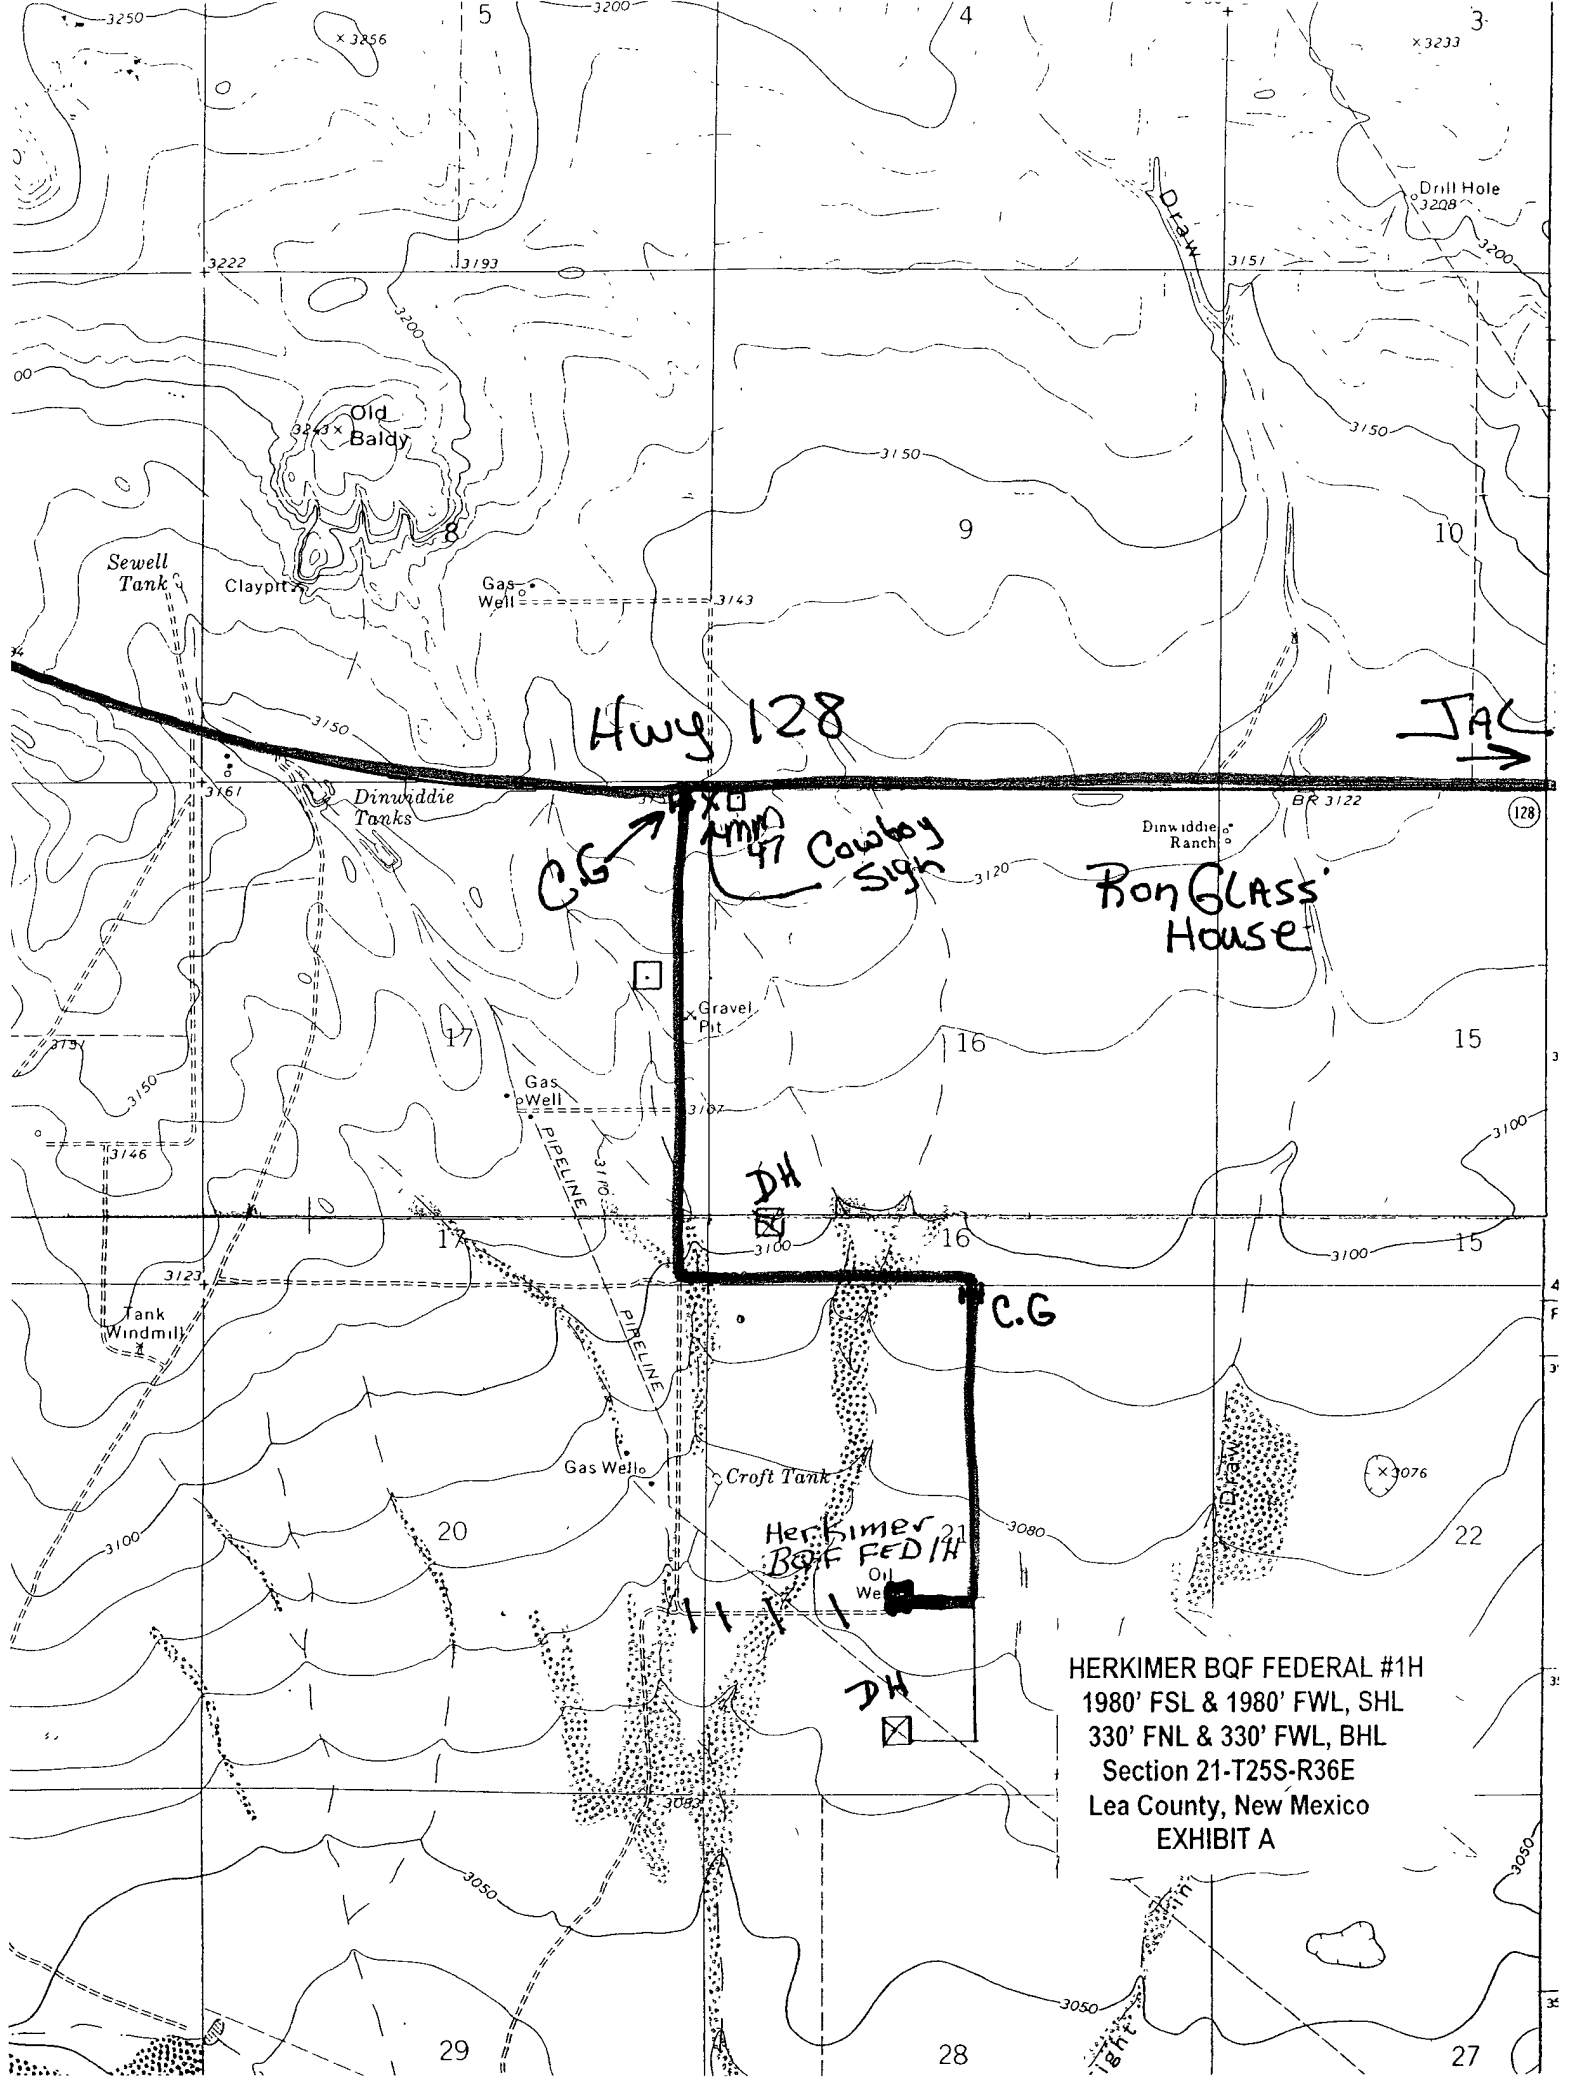 3250
3200
5
4
3
× 3256
× 3233
Drill Hole
3208
Draw
3200
3222
3193
3151
3200
00
Old
Baldy
3243×
3150
3150
8
9
10
Sewell
Tank
Claypit
Gas
Well
3143
3150
Hwy 128
JAL
3161
Dinwiddie
Tanks
C.G
MM
47
Cowboy
Sign
BR 3122
128
Dinwiddie
Ranch
3120
Ron GLASS
House
Gravel
Pit
17
16
15
3151
3150
Gas
Well
3107
3146
PIPELINE
3110
3100
DH
17
3100
16
3100
15
3123
C.G
Tank
Windmill
PIPELINE
Gas Well
Croft Tank
Draw
×3076
3100
20
Herkimer
BQF FED 1H
21
3080
22
Oil
We
DH
HERKIMER BQF FEDERAL #1H
1980' FSL & 1980' FWL, SHL
330' FNL & 330' FWL, BHL
Section 21-T25S-R36E
Lea County, New Mexico
EXHIBIT A
3083
3050
3050
in
3050
ight
29
28
27